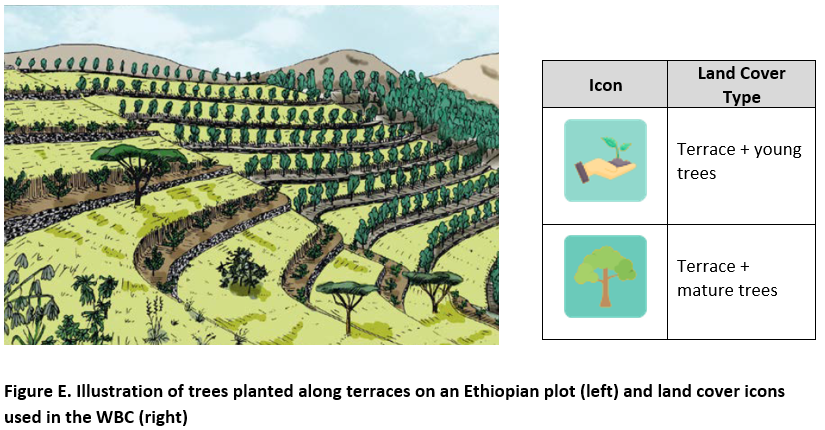 Icon
Land Cover
Type
Terrace + young
trees
Terrace +
mature trees
Figure E. Illustration of trees planted along terraces on an Ethiopian plot (left) and land cover icons
used in the WBC (right)